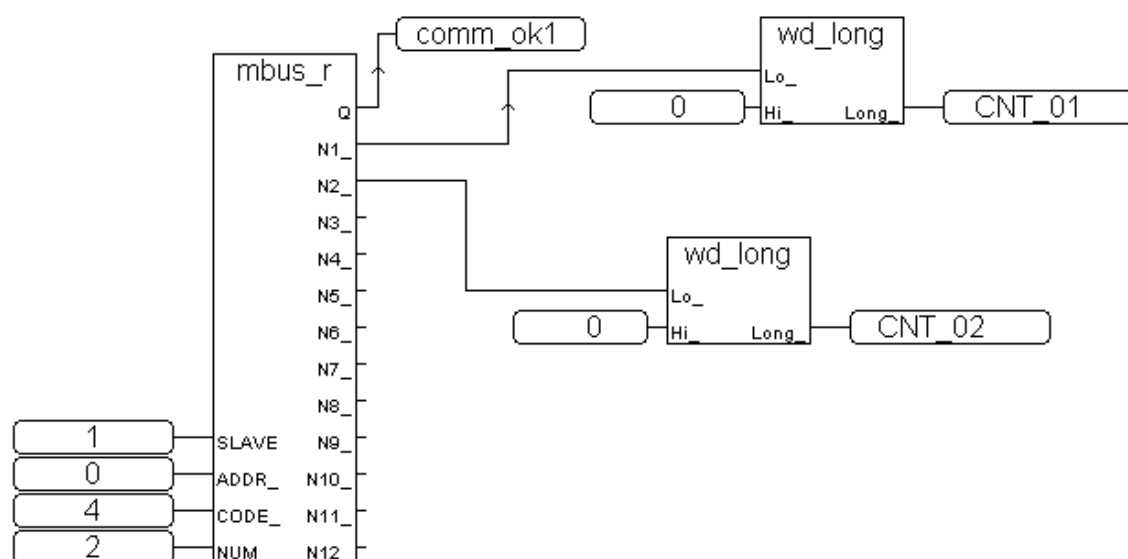 comm_ok1
wd_long
mbus_r
Lo_
0
Hi_ Long_
CNT_01
Q
N1_
N2_
N3_
wd_long
N4_
Lo_
N5_
0
Hi_ Long_
CNT_02
N6_
N7_
N8_
1
SLAVE N9_
0
ADDR_ N10_
4
CODE_ N11_
2
NUM N12